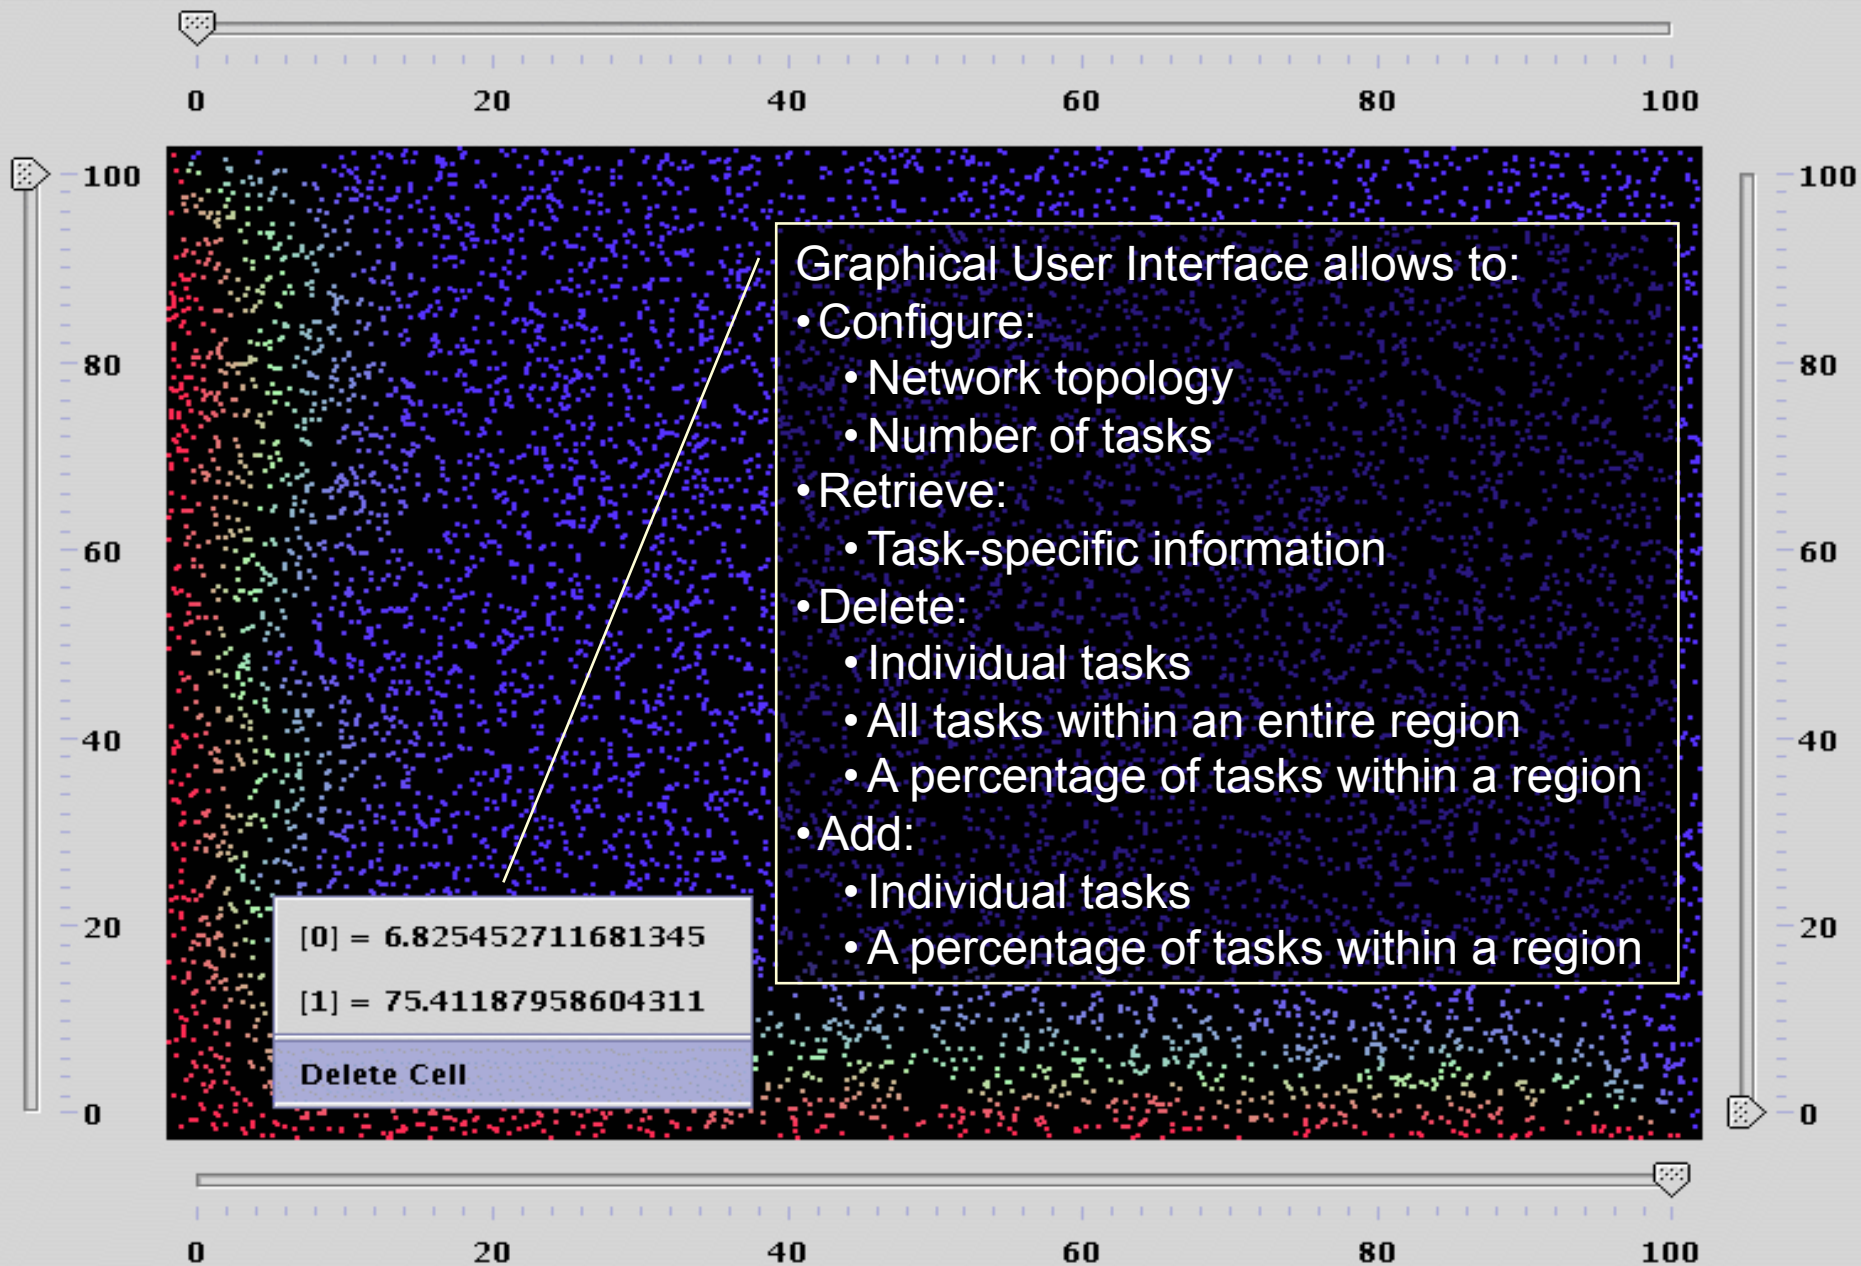 0 20 40 60 80 100
100
80
60
40
20
0
Graphical User Interface allows to:
•Configure:
•Network topology
•Number of tasks
•Retrieve:
•Task-specific information
•Delete:
•Individual tasks
•All tasks within an entire region
•A percentage of tasks within a region
•Add:
•Individual tasks
•A percentage of tasks within a region
[0] = 6.825452711681345
[1] = 75.41187958604311
Delete Cell
100
80
60
40
20
0
0 20 40 60 80 100